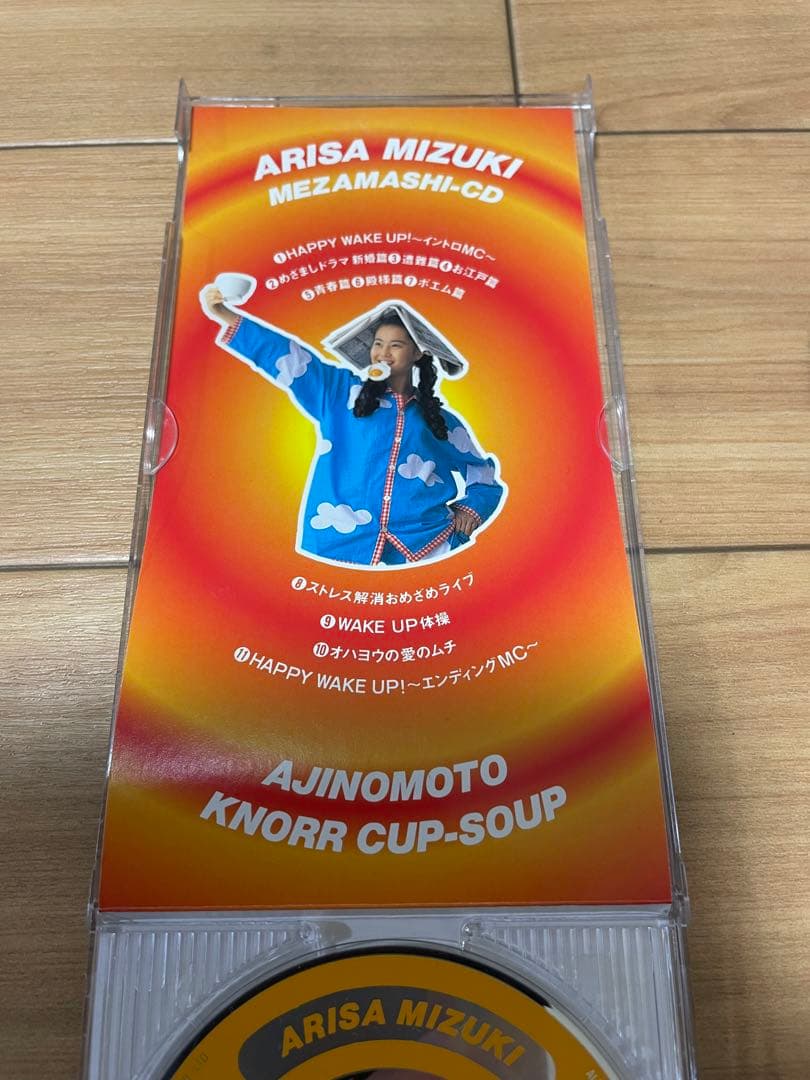 ARISA MIZUKI
MEZAMASHI-CD
①HAPPY WAKE UP!〜イントロMC〜
②めざましドラマ 新婚篇③遭難篇④お江戸篇
⑤青春篇⑥殿様篇⑦ポエム篇
⑧ストレス解消おめざめライブ
⑨WAKE UP体操
⑩オハヨウの愛のムチ
⑪HAPPY WAKE UP!〜エンディングMC〜
AJINOMOTO
KNORR CUP-SOUP
ARISA MIZUKI